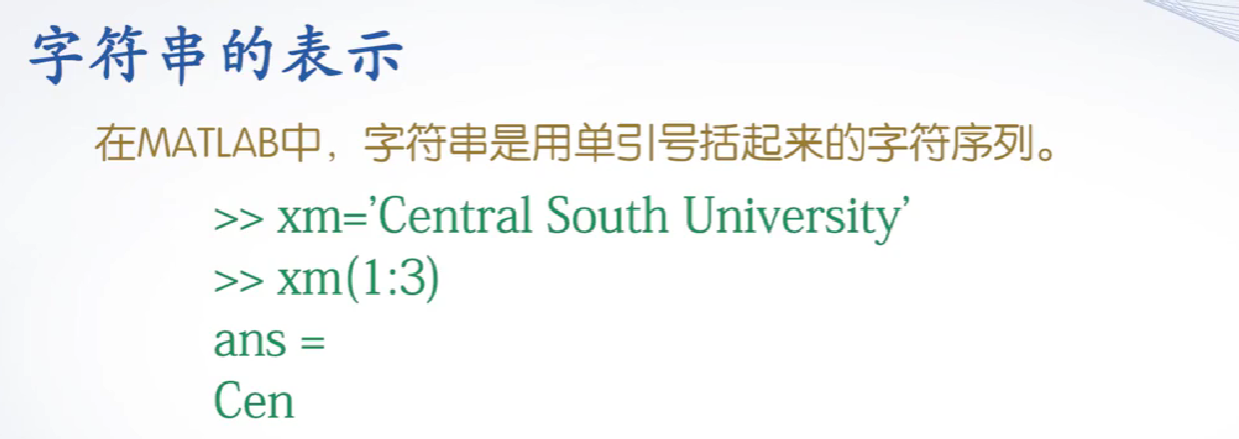 字符串的表示
在MATLAB中，字符串是用单引号括起来的字符序列。
>> xm=’Central South University’
>> xm(1:3)
ans =
Cen